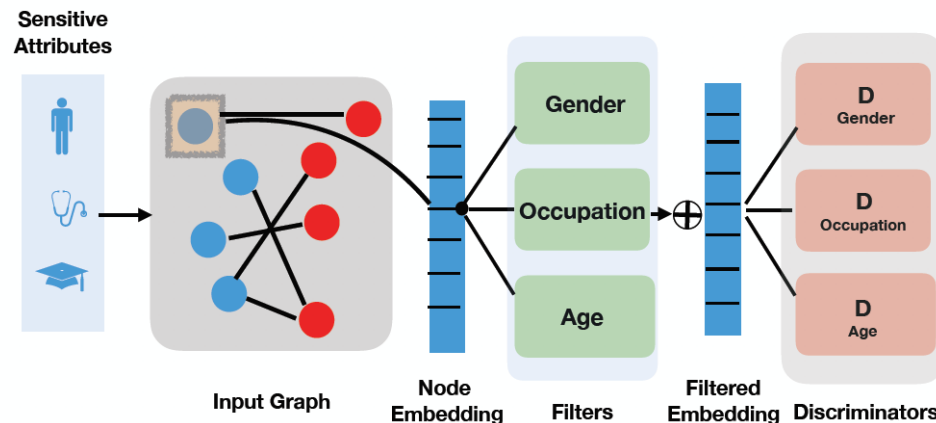 Sensitive
Attributes
Gender
Occupation
Age
D
Gender
D
Occupation
D
Age
Input Graph
Node
Embedding
Filters
Filtered
Embedding
Discriminators